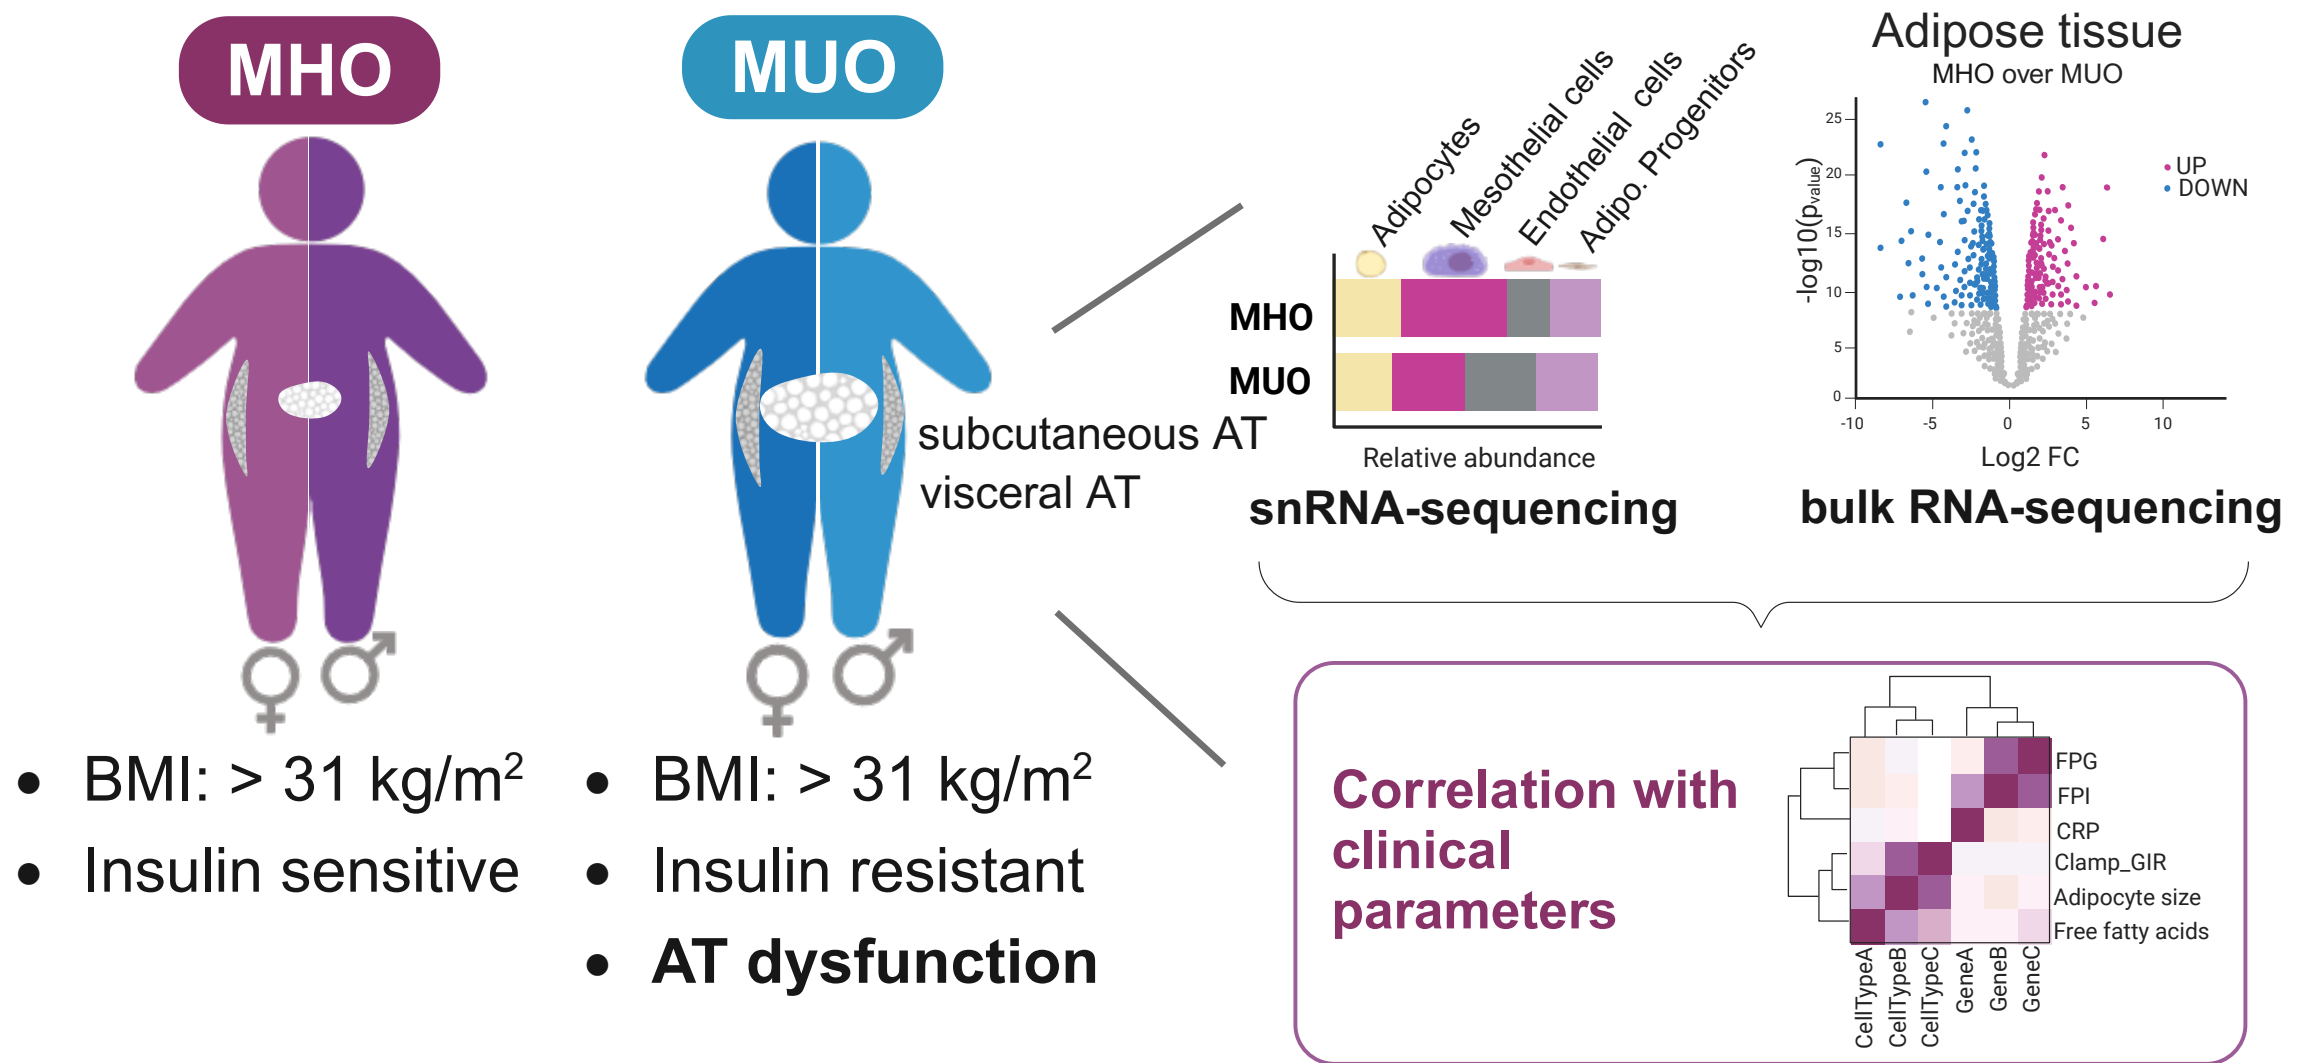 MHO
BMI: > 31 kg/m²
Insulin sensitive
MUO
subcutaneous AT
visceral AT
BMI: > 31 kg/m²
Insulin resistant
AT dysfunction
Adipocytes
Mesothelial cells
Endothelial cells
Adipo. Progenitors
MHO
MUO
Relative abundance
snRNA-sequencing
Adipose tissue
MHO over MUO
-log10(pvalue)
25
20
15
10
5
0
-10 -5 0 5 10
Log2 FC
UP
DOWN
bulk RNA-sequencing
Correlation with
clinical
parameters
FPG
FPI
CRP
Clamp_GIR
Adipocyte size
Free fatty acids
CellTypeA
CellTypeB
CellTypeC
GeneA
GeneB
GeneC